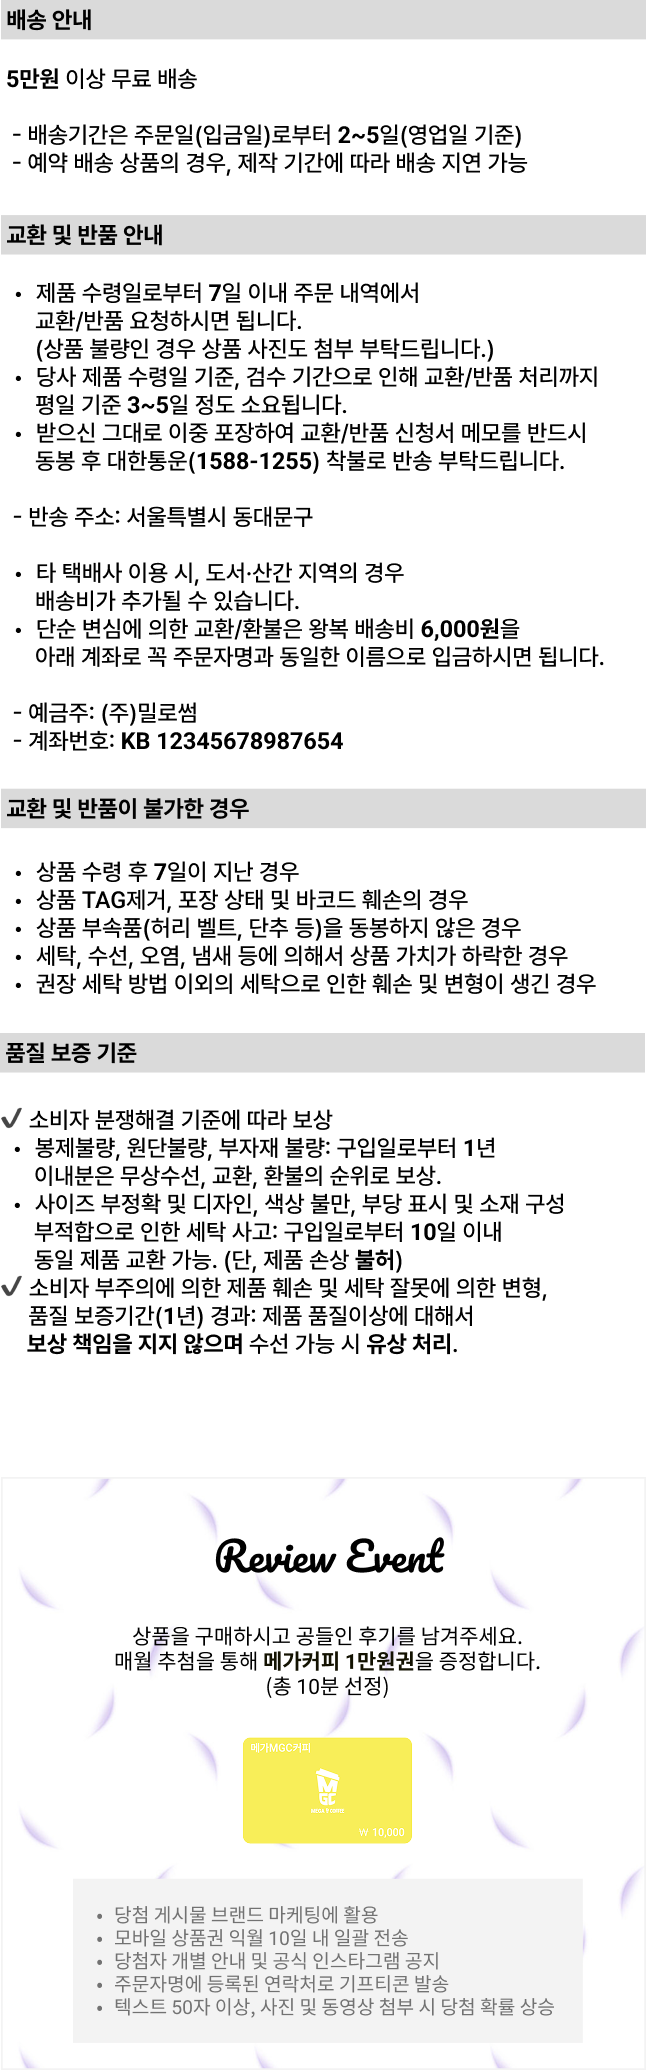 배송 안내
5만원 이상 무료 배송
- 배송기간은 주문일(입금일)로부터 2~5일(영업일 기준)
- 예약 배송 상품의 경우, 제작 기간에 따라 배송 지연 가능
교환 및 반품 안내
• 제품 수령일로부터 7일 이내 주문 내역에서
교환/반품 요청하시면 됩니다.
(상품 불량인 경우 상품 사진도 첨부 부탁드립니다.)
• 당사 제품 수령일 기준, 검수 기간으로 인해 교환/반품 처리까지
평일 기준 3~5일 정도 소요됩니다.
• 받으신 그대로 이중 포장하여 교환/반품 신청서 메모를 반드시
동봉 후 대한통운(1588-1255) 착불로 반송 부탁드립니다.
- 반송 주소: 서울특별시 동대문구
• 타 택배사 이용 시, 도서·산간 지역의 경우
배송비가 추가될 수 있습니다.
• 단순 변심에 의한 교환/환불은 왕복 배송비 6,000원을
아래 계좌로 꼭 주문자명과 동일한 이름으로 입금하시면 됩니다.
- 예금주: (주)밀로썸
- 계좌번호: KB 12345678987654
교환 및 반품이 불가한 경우
• 상품 수령 후 7일이 지난 경우
• 상품 TAG제거, 포장 상태 및 바코드 훼손의 경우
• 상품 부속품(허리 벨트, 단추 등)을 동봉하지 않은 경우
• 세탁, 수선, 오염, 냄새 등에 의해서 상품 가치가 하락한 경우
• 권장 세탁 방법 이외의 세탁으로 인한 훼손 및 변형이 생긴 경우
품질 보증 기준
✔ 소비자 분쟁해결 기준에 따라 보상
• 봉제불량, 원단불량, 부자재 불량: 구입일로부터 1년
이내분은 무상수선, 교환, 환불의 순위로 보상.
• 사이즈 부정확 및 디자인, 색상 불만, 부당 표시 및 소재 구성
부적합으로 인한 세탁 사고: 구입일로부터 10일 이내
동일 제품 교환 가능. (단, 제품 손상 불허)
✔ 소비자 부주의에 의한 제품 훼손 및 세탁 잘못에 의한 변형,
품질 보증기간(1년) 경과: 제품 품질이상에 대해서
보상 책임을 지지 않으며 수선 가능 시 유상 처리.
Review Event
상품을 구매하시고 공들인 후기를 남겨주세요.
매월 추첨을 통해 메가커피 1만원권을 증정합니다.
(총 10분 선정)
메가MGC커피
MGC
₩ 10,000
• 당첨 게시물 브랜드 마케팅에 활용
• 모바일 상품권 익월 10일 내 일괄 전송
• 당첨자 개별 안내 및 공식 인스타그램 공지
• 주문자명에 등록된 연락처로 기프티콘 발송
• 텍스트 50자 이상, 사진 및 동영상 첨부 시 당첨 확률 상승